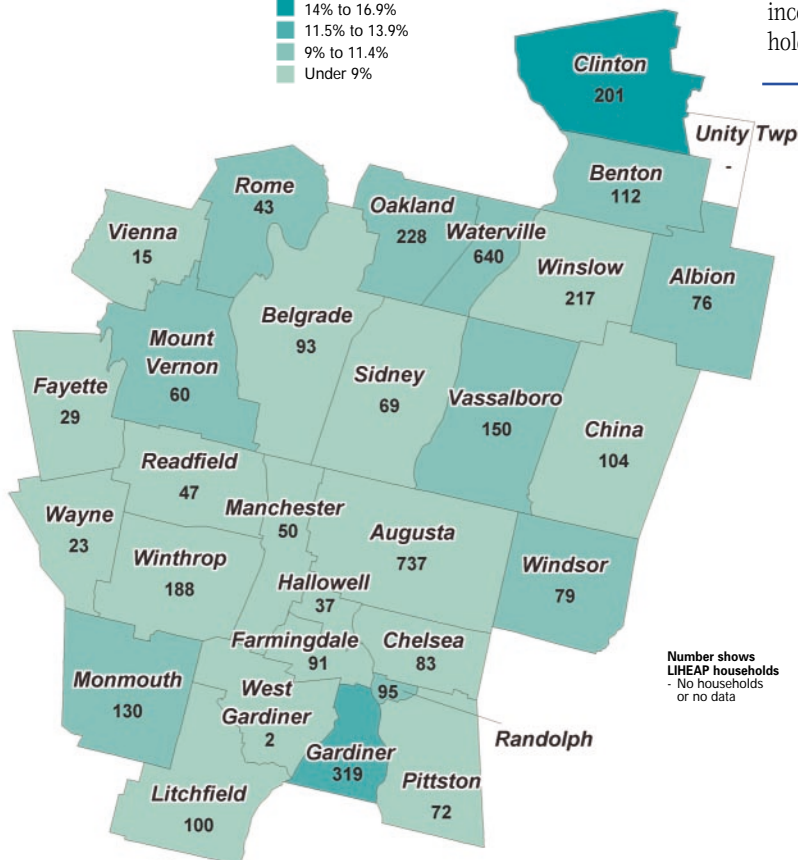 14% to 16.9%
11.5% to 13.9%
9% to 11.4%
Under 9%
Clinton
201
Unity Twp
-
Benton
112
Rome
43
Oakland
228
Waterville
640
Vienna
15
Winslow
217
Albion
76
Belgrade
93
Mount
Vernon
60
Sidney
69
Fayette
29
Vassalboro
150
China
104
Readfield
47
Manchester
50
Wayne
23
Augusta
737
Winthrop
188
Windsor
79
Hallowell
37
Farmingdale
91
Chelsea
83
Number shows
LIHEAP households
- No households
or no data
Monmouth
130
West
Gardiner
2
95
Randolph
Gardiner
319
Pittston
72
Litchfield
100